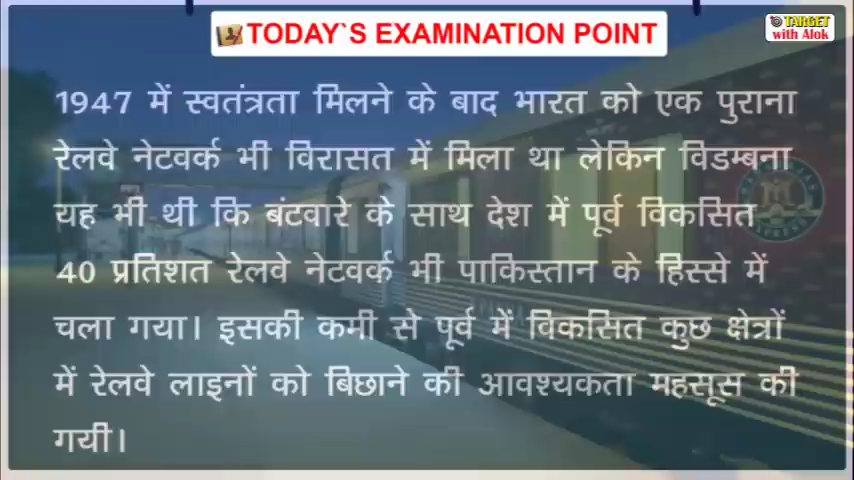 TODAY`S EXAMINATION POINT
TARGET
with Alok
1947 में स्वतंत्रता मिलने के बाद भारत को एक पुराना
रेलवे नेटवर्क भी विरासत में मिला था लेकिन विडम्बना
यह भी थी कि बंटवारे के साथ देश में पूर्व विकसित
40 प्रतिशत रेलवे नेटवर्क भी पाकिस्तान के हिस्से में
चला गया। इसकी कमी से पूर्व में विकसित कुछ क्षेत्रों
में रेलवे लाइनों को बिछाने की आवश्यकता महसूस की
गयी।